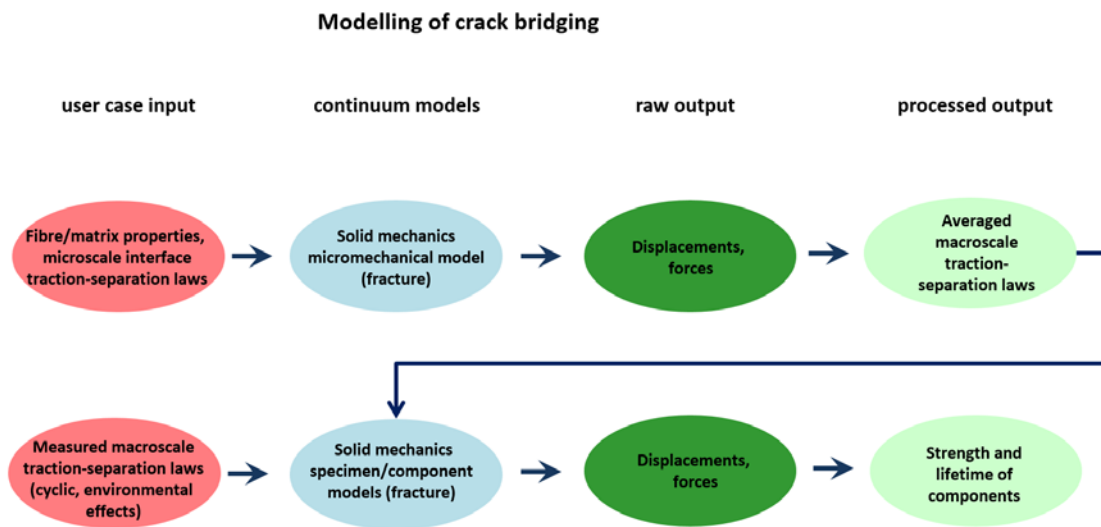 Modelling of crack bridging
user case input
continuum models
raw output
processed output
Fibre/matrix properties,
microscale interface
traction-separation laws
Solid mechanics
micromechanical model
(fracture)
Displacements,
forces
Averaged
macroscale
traction-
separation laws
Measured macroscale
traction-separation laws
(cyclic, environmental
effects)
Solid mechanics
specimen/component
models (fracture)
Displacements,
forces
Strength and
lifetime of
components